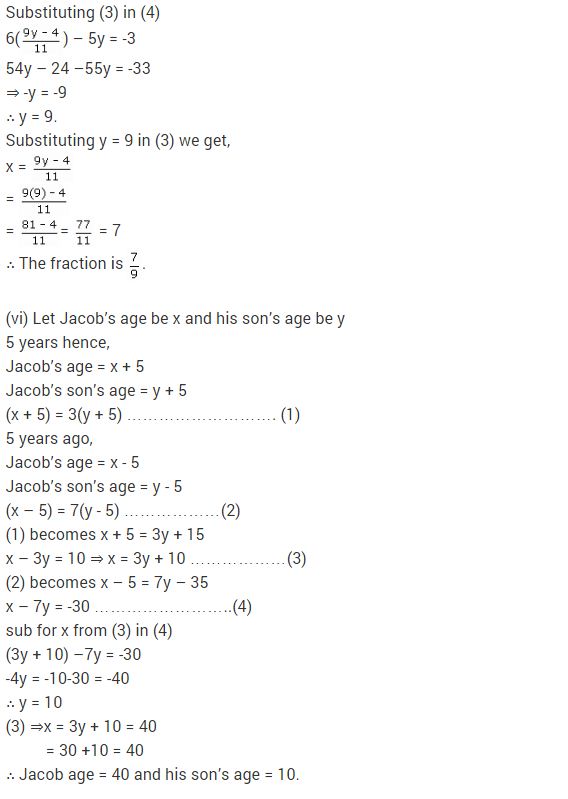 Substituting (3) in (4)
6(\frac{9y - 4}{11}) – 5y = -3
54y – 24 –55y = -33
⇒ -y = -9
∴ y = 9.
Substituting y = 9 in (3) we get,
x = \frac{9y - 4}{11}
= \frac{9(9) - 4}{11}
= \frac{81 - 4}{11} = \frac{77}{11} = 7
∴ The fraction is \frac{7}{9}.
(vi) Let Jacob's age be x and his son's age be y
5 years hence,
Jacob's age = x + 5
Jacob's son's age = y + 5
(x + 5) = 3(y + 5) ………………………. (1)
5 years ago,
Jacob's age = x - 5
Jacob's son's age = y - 5
(x – 5) = 7(y - 5) ………………(2)
(1) becomes x + 5 = 3y + 15
x – 3y = 10 ⇒ x = 3y + 10 ………………(3)
(2) becomes x – 5 = 7y – 35
x – 7y = -30 ……………………..(4)
sub for x from (3) in (4)
(3y + 10) –7y = -30
-4y = -10-30 = -40
∴ y = 10
(3) ⇒x = 3y + 10 = 40
= 30 +10 = 40
∴ Jacob age = 40 and his son's age = 10.